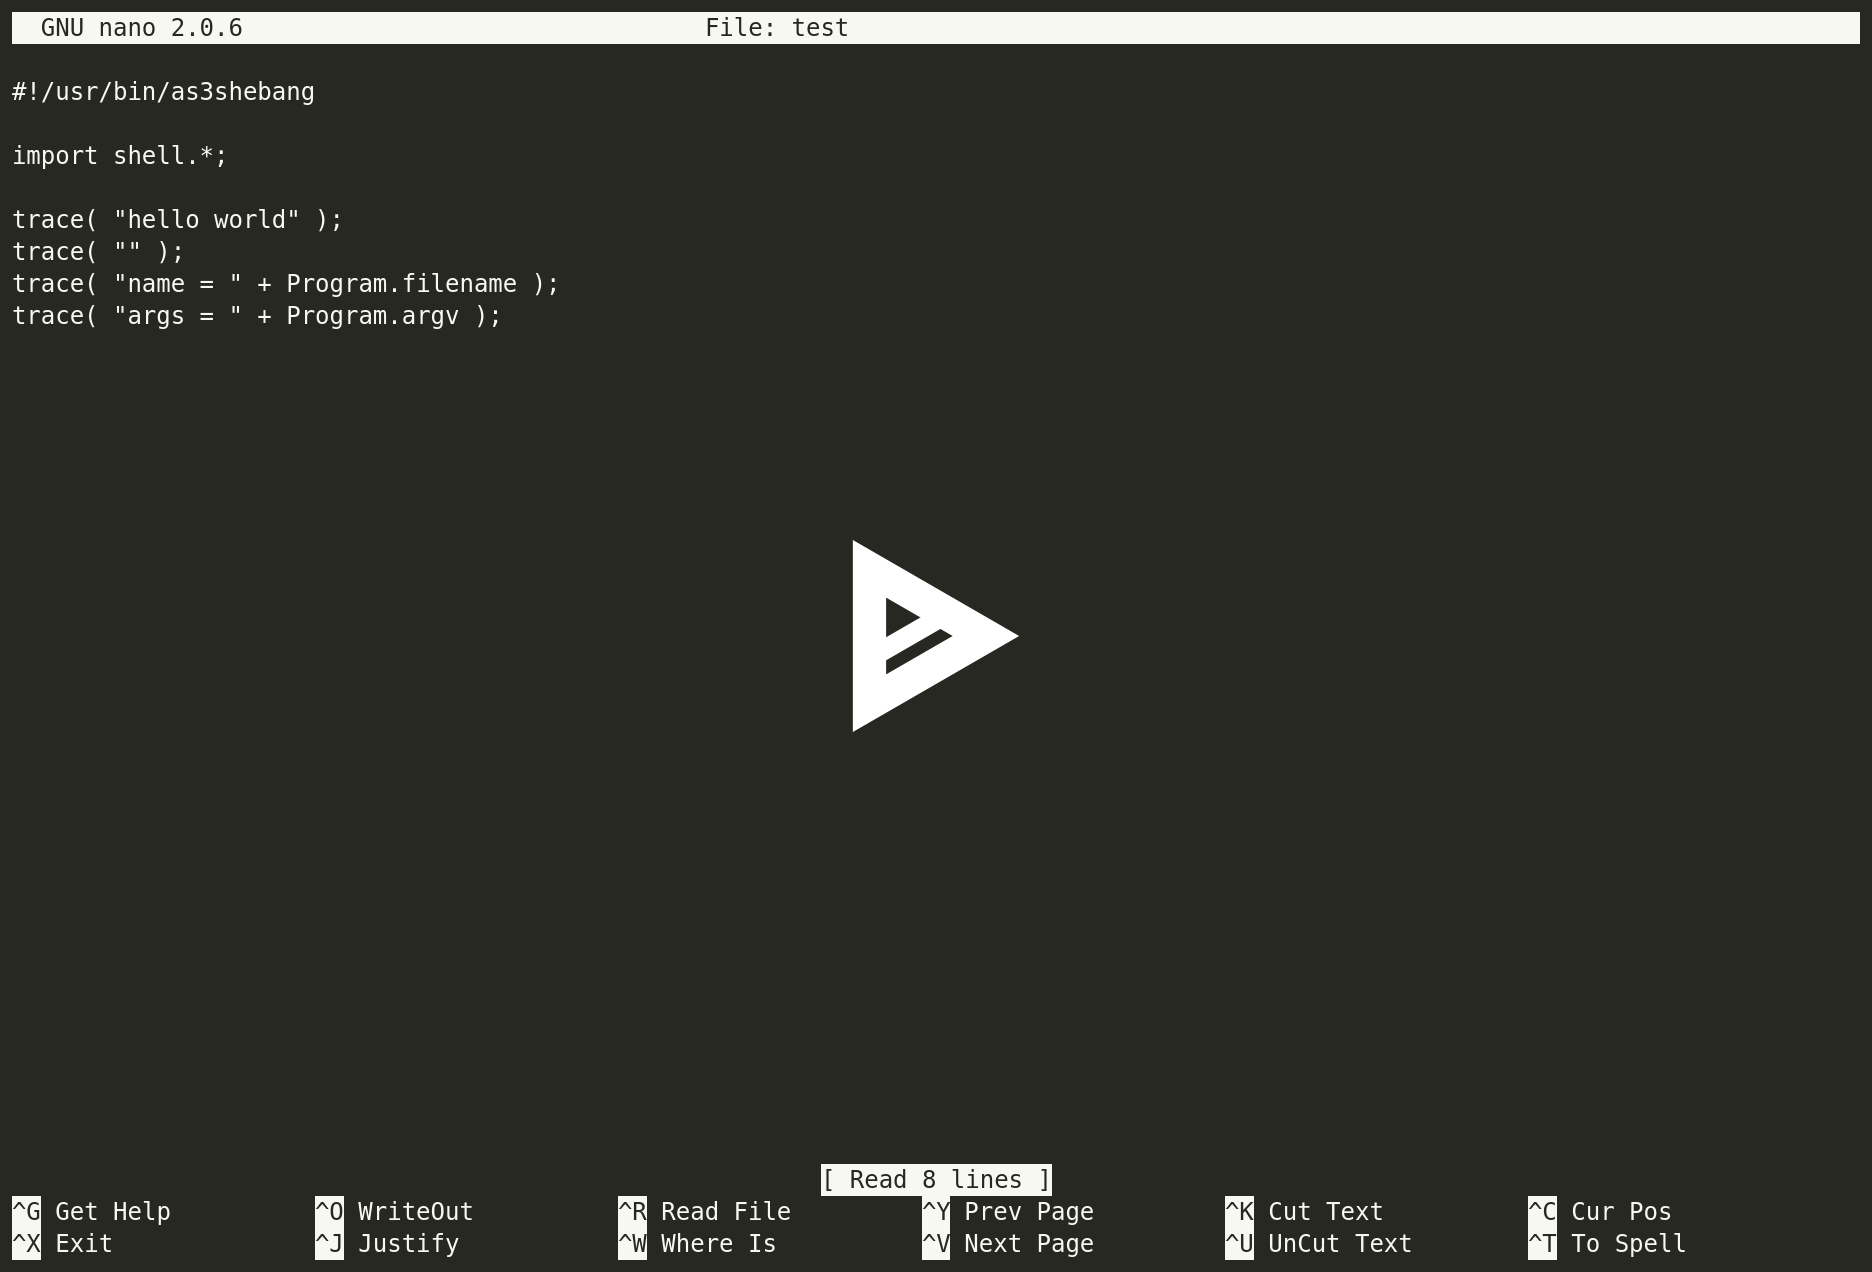 GNU nano 2.0.6 File: test
#!/usr/bin/as3shebang
import shell.*;
trace( "hello world" );
trace( "" );
trace( "name = " + Program.filename );
trace( "args = " + Program.argv );
[ Read 8 lines ]
^G Get Help ^O WriteOut ^R Read File ^Y Prev Page ^K Cut Text ^C Cur Pos
^X Exit ^J Justify ^W Where Is ^V Next Page ^U UnCut Text ^T To Spell